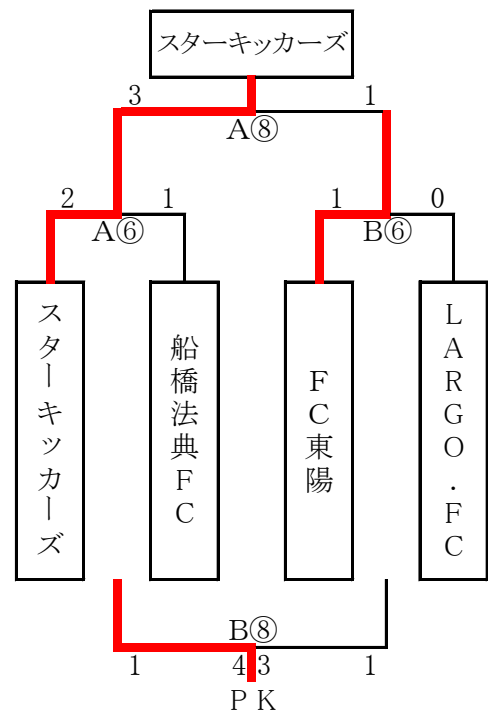 スターキッカーズ
3 1
A⑧
2 1 1 0
A⑥ B⑥
スターキッカーズ
船橋法典FC
FC東陽
LARGO.FC
B⑧
1 4 3 1
PK